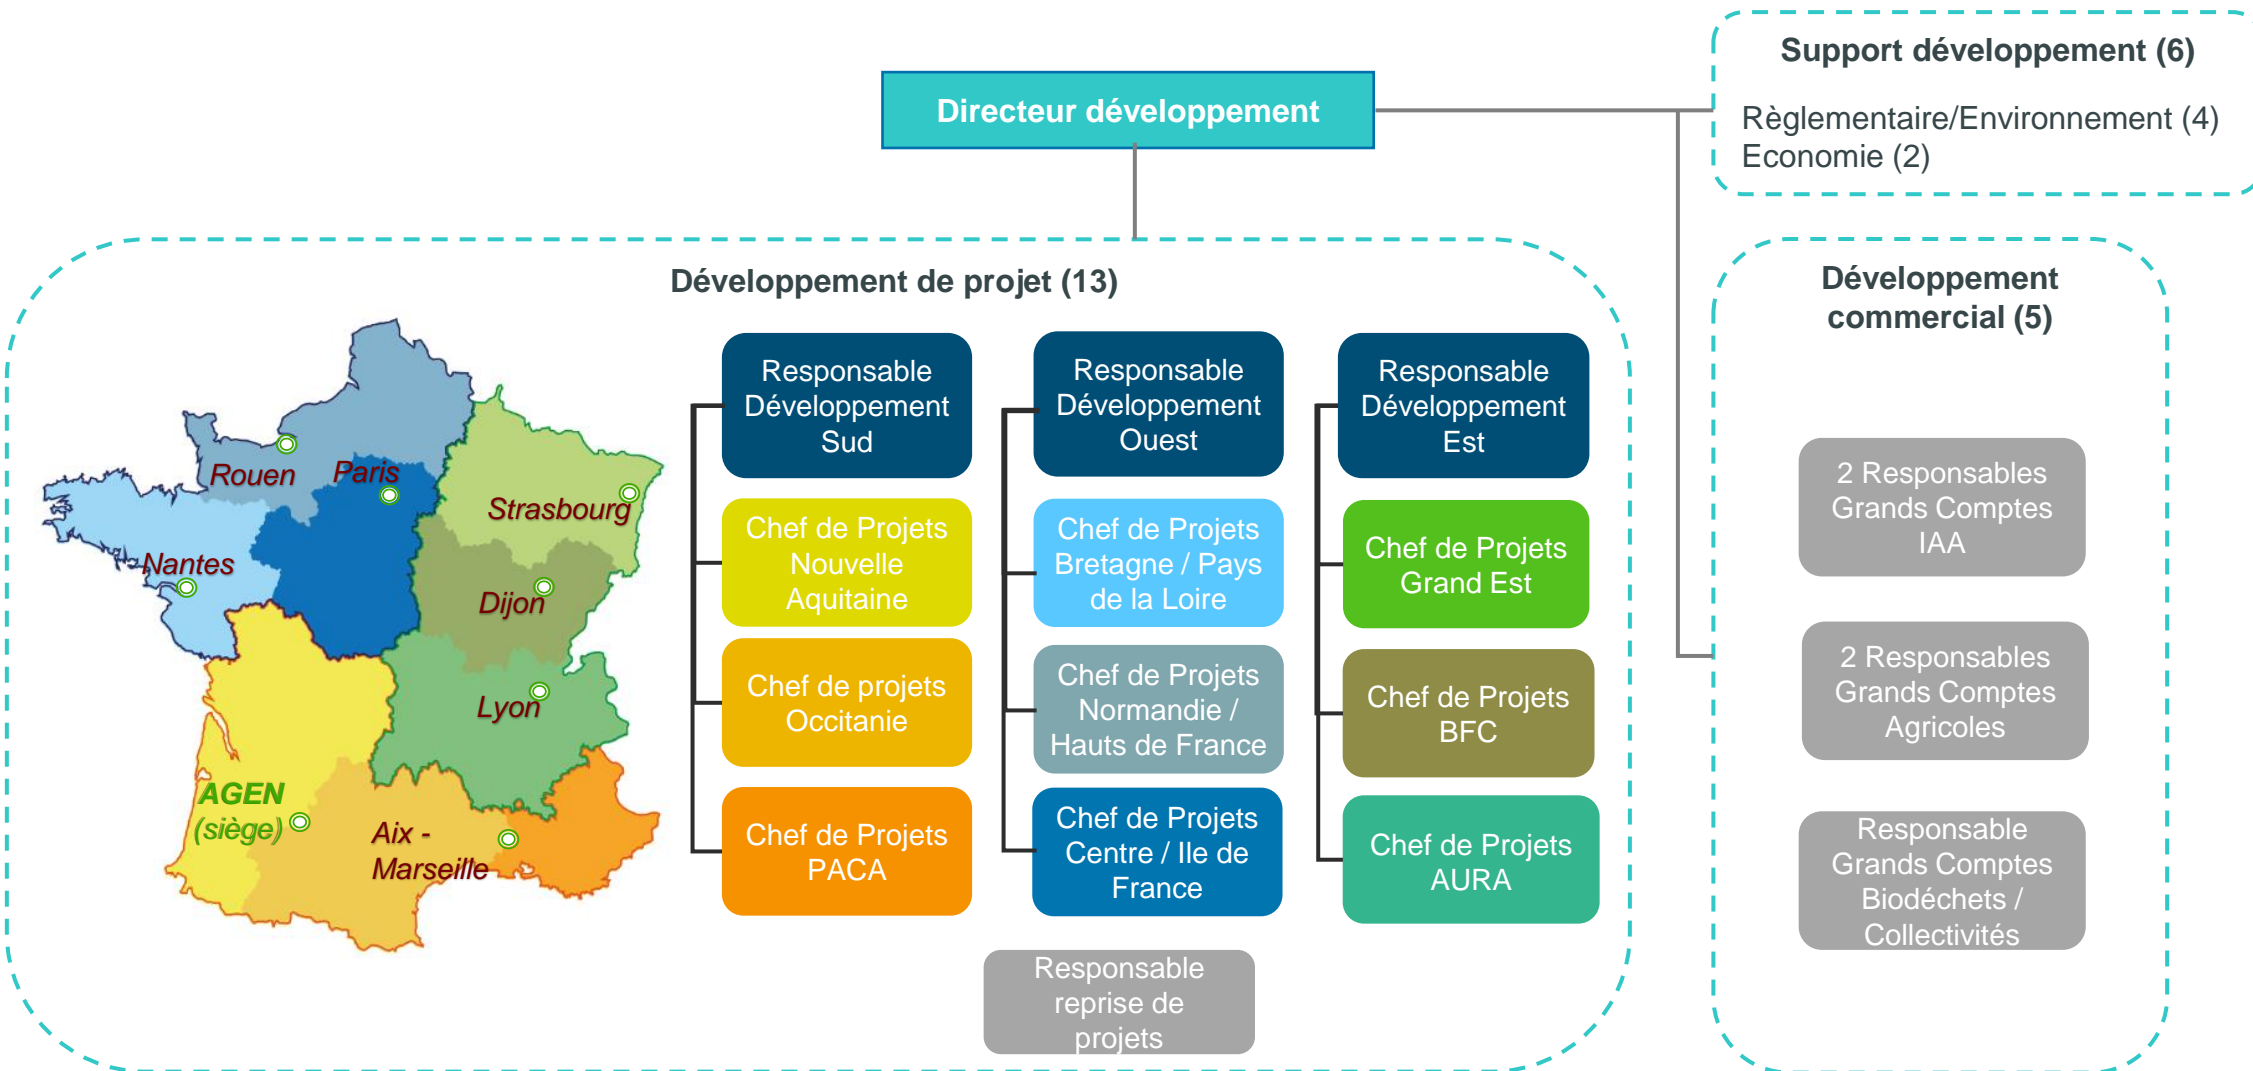 Support développement (6)
Règlementaire/Environnement (4)
Economie (2)
Directeur développement
Développement de projet (13)
Rouen
Paris
Strasbourg
Nantes
Dijon
Lyon
AGEN
(siège)
Aix -
Marseille
Responsable
Développement
Sud
Chef de Projets
Nouvelle
Aquitaine
Chef de projets
Occitanie
Chef de Projets
PACA
Responsable
Développement
Ouest
Chef de Projets
Bretagne / Pays
de la Loire
Chef de Projets
Normandie /
Hauts de France
Chef de Projets
Centre / Ile de
France
Responsable
Développement
Est
Chef de Projets
Grand Est
Chef de Projets
BFC
Chef de Projets
AURA
Responsable
reprise de
projets
Développement
commercial (5)
2 Responsables
Grands Comptes
IAA
2 Responsables
Grands Comptes
Agricoles
Responsable
Grands Comptes
Biodéchets /
Collectivités